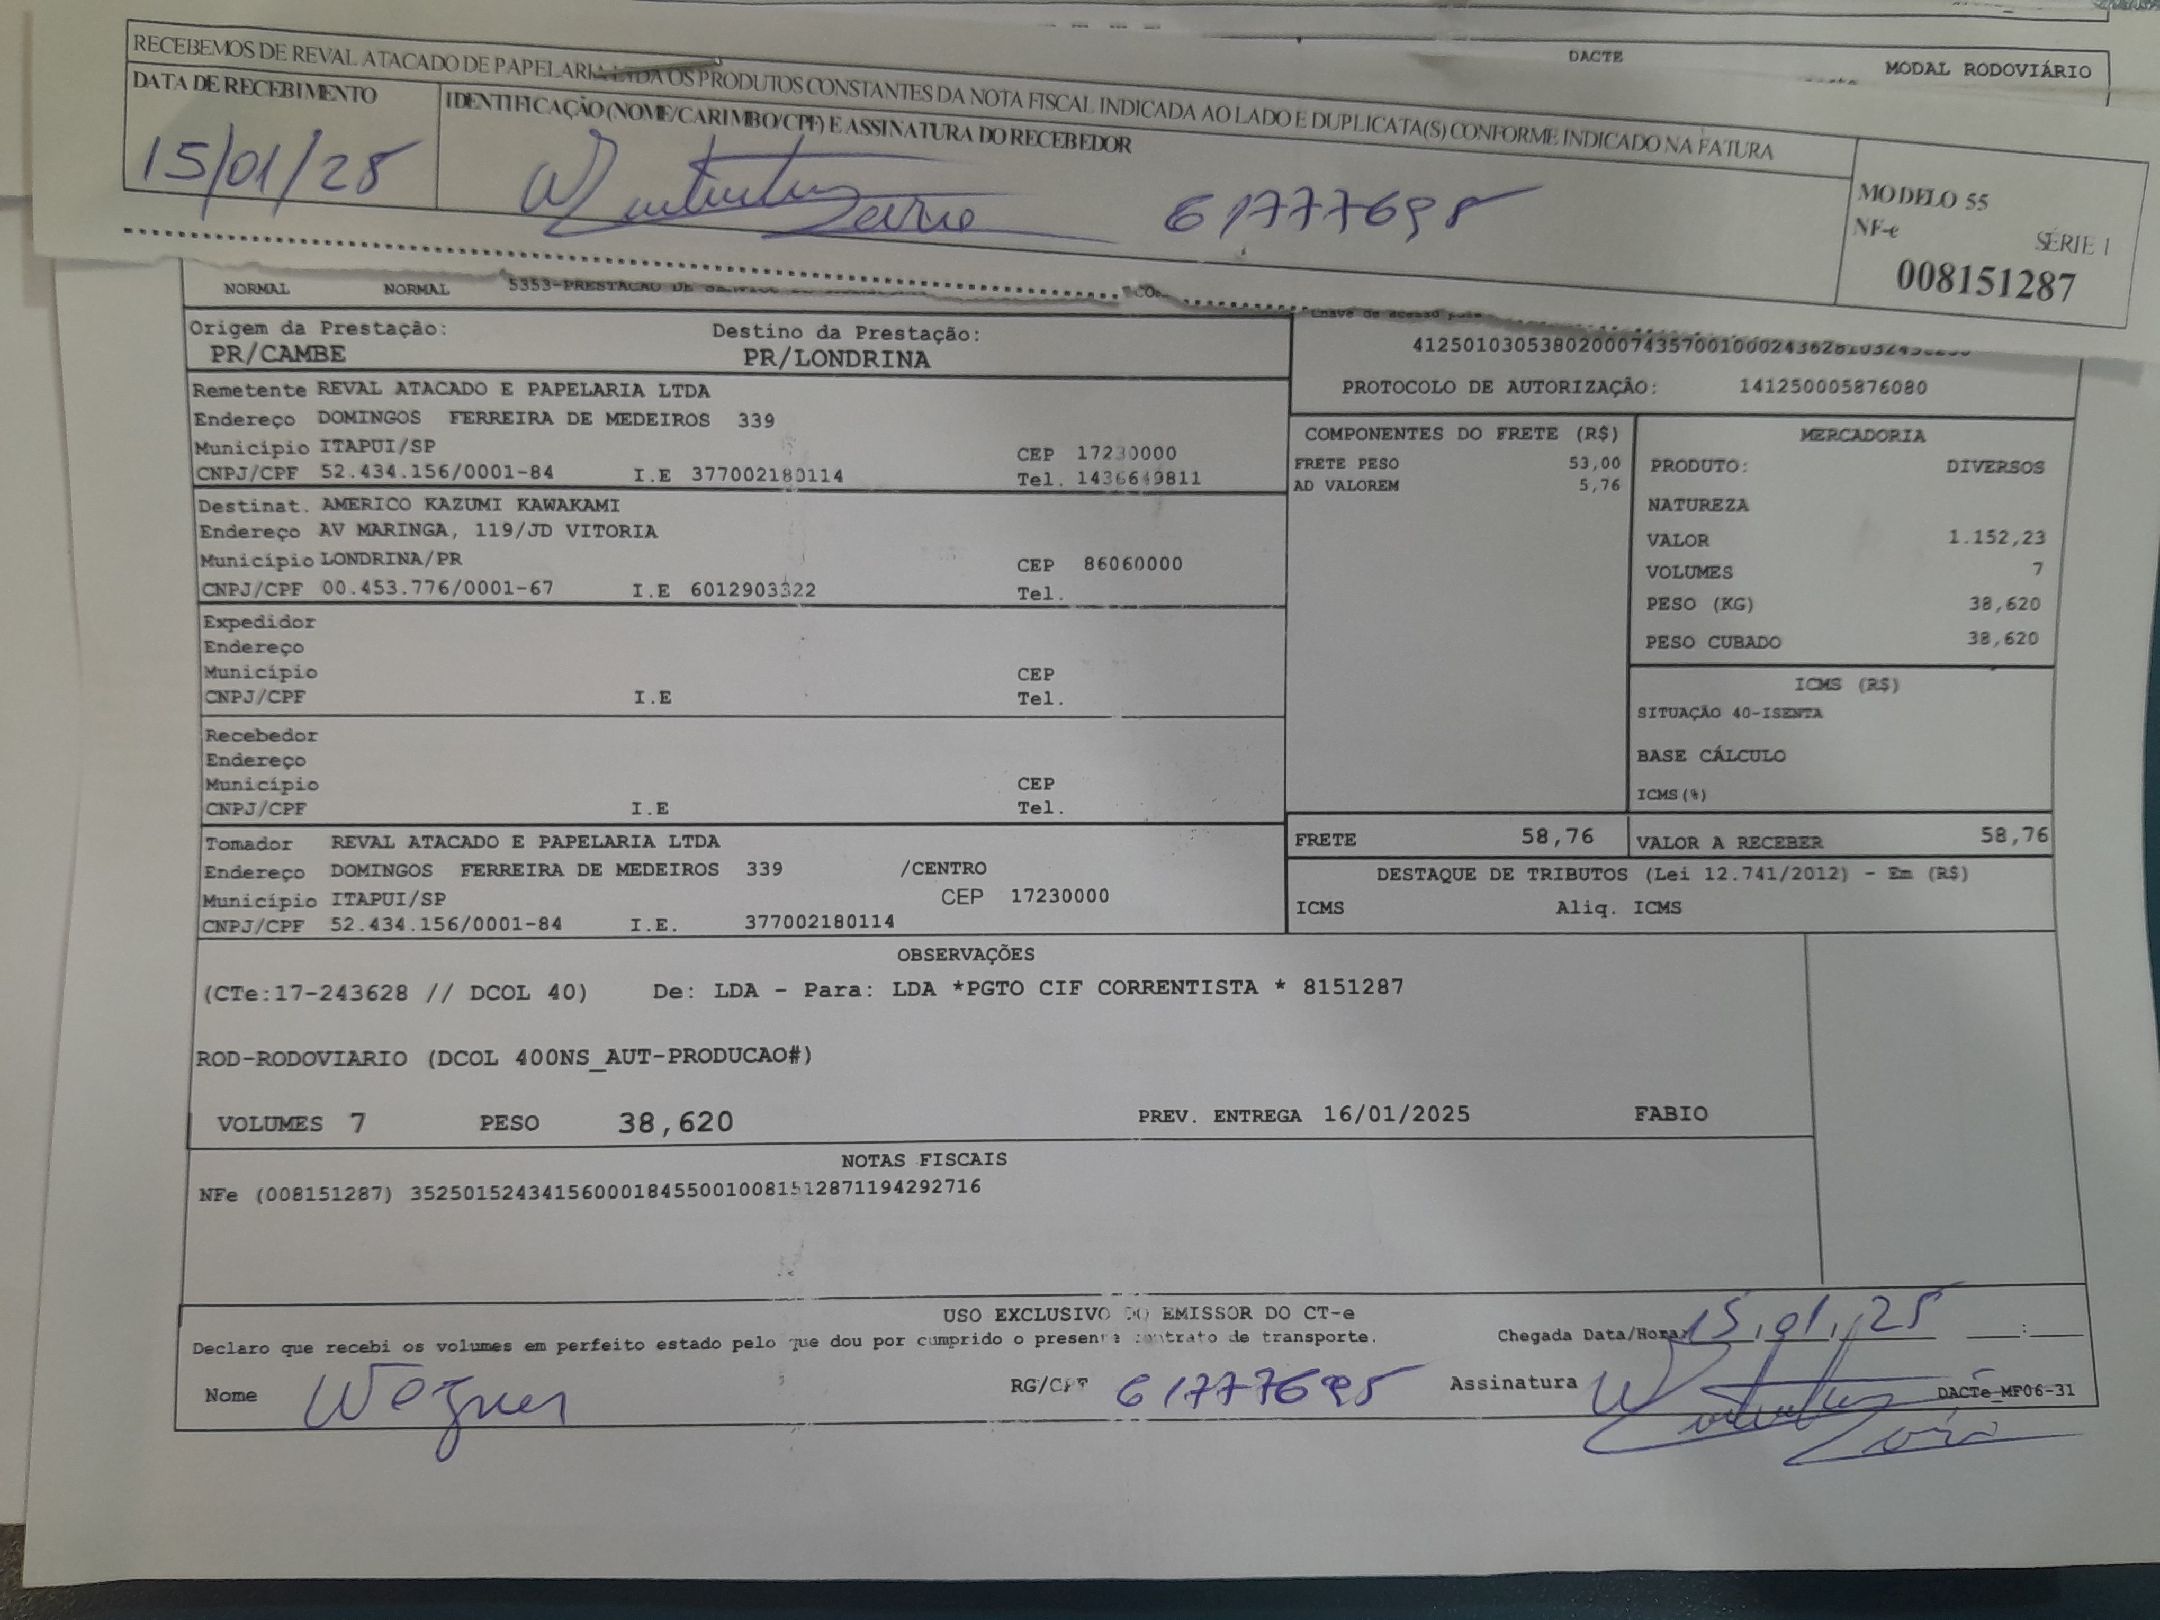 DACTE
MODAL RODOVIÁRIO
RECEBEMOS DE REVAL ATACADO DE PAPELARIA LTDA OS PRODUTOS CONSTANTES DA NOTA FISCAL INDICADA AO LADO E DUPLICATA(S) CONFORME INDICADO NA FATURA
DATA DE RECEBIMENTO
IDENTIFICAÇÃO (NOME/CARIMBO/CPF) E ASSINATURA DO RECEBEDOR
15/01/25
617777695
MODELO 55
NF-e SÉRIE 1
008151287
NORMAL NORMAL 5353-PRESTACAO DE
Origem da Prestação: Destino da Prestação:
PR/CAMBE PR/LONDRINA
PROTOCOLO DE AUTORIZAÇÃO: 141250005876080
Remetente REVAL ATACADO E PAPELARIA LTDA
Endereço DOMINGOS FERREIRA DE MEDEIROS 339
Município ITAPUI/SP CEP 17230000
CNPJ/CPF 52.434.156/0001-84 I.E 377002180114 Tel. 1436649811
Destinat. AMERICO KAZUMI KAWAKAMI
Endereço AV MARINGA, 119/JD VITORIA
Município LONDRINA/PR CEP 86060000
CNPJ/CPF 00.453.776/0001-67 I.E 6012903322 Tel.
Expedidor
Endereço
Município CEP
CNPJ/CPF I.E Tel.
Recebedor
Endereço
Município CEP
CNPJ/CPF I.E Tel.
Tomador REVAL ATACADO E PAPELARIA LTDA
Endereço DOMINGOS FERREIRA DE MEDEIROS 339 /CENTRO
Município ITAPUI/SP CEP 17230000
CNPJ/CPF 52.434.156/0001-84 I.E. 377002180114
COMPONENTES DO FRETE (R$)
FRETE PESO 53,00
AD VALOREM 5,76
MERCADORIA
PRODUTO: DIVERSOS
NATUREZA
VALOR 1.152,23
VOLUMES 7
PESO (KG) 38,620
PESO CUBADO 38,620
ICMS (R$)
SITUAÇÃO 40-ISENTA
BASE CÁLCULO
ICMS(%)
FRETE 58,76 VALOR A RECEBER 58,76
DESTAQUE DE TRIBUTOS (Lei 12.741/2012) - Em (R$)
ICMS Aliq. ICMS
OBSERVAÇÕES
(CTe:17-243628 // DCOL 40) De: LDA - Para: LDA *PGTO CIF CORRENTISTA * 8151287
ROD-RODOVIARIO (DCOL 400NS_AUT-PRODUCAO#)
VOLUMES 7 PESO 38,620 PREV. ENTREGA 16/01/2025 FABIO
NOTAS FISCAIS
NFe (008151287) 35250152434156000184550010081512871194292716
USO EXCLUSIVO DO EMISSOR DO CT-e
Declaro que recebi os volumes em perfeito estado pelo que dou por cumprido o presente contrato de transporte. Chegada Data/Hora 15,01,25 :
Nome Wagner RG/CPF 617777695 Assinatura DACTe_MF06-31